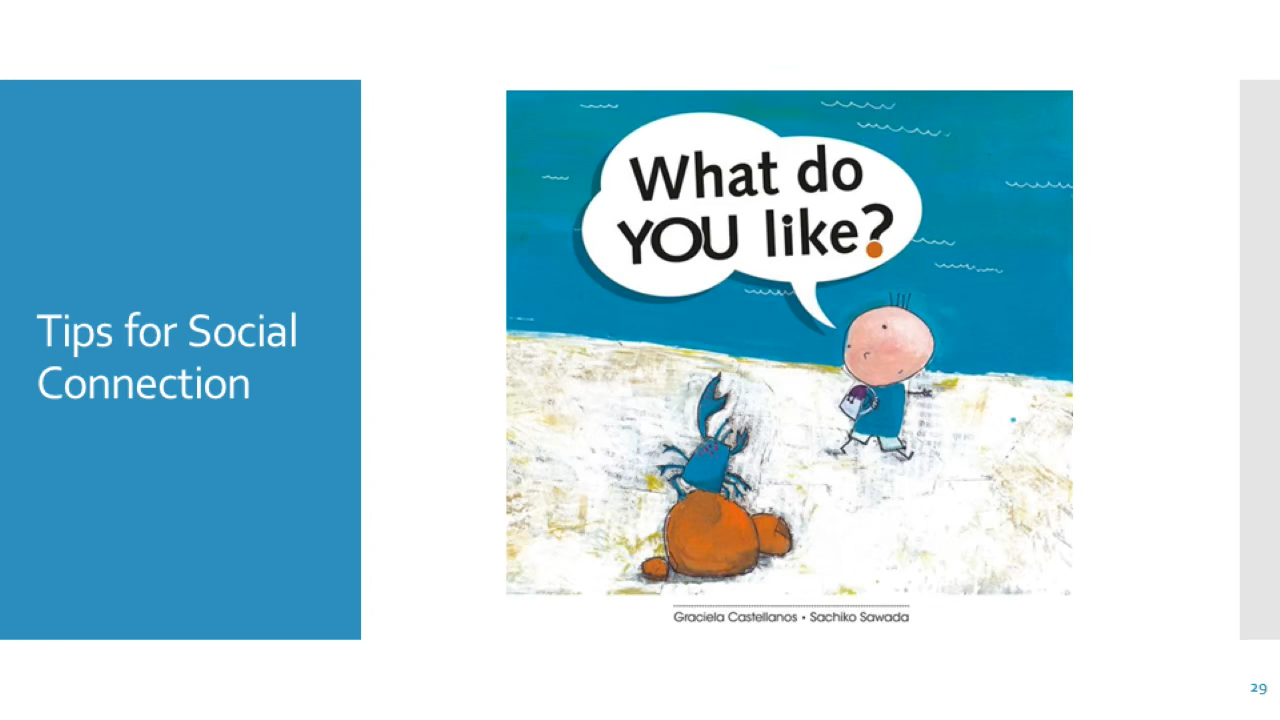 Tips for Social
Connection
What do
YOU like?
Graciela Castellanos • Sachiko Sawada
29